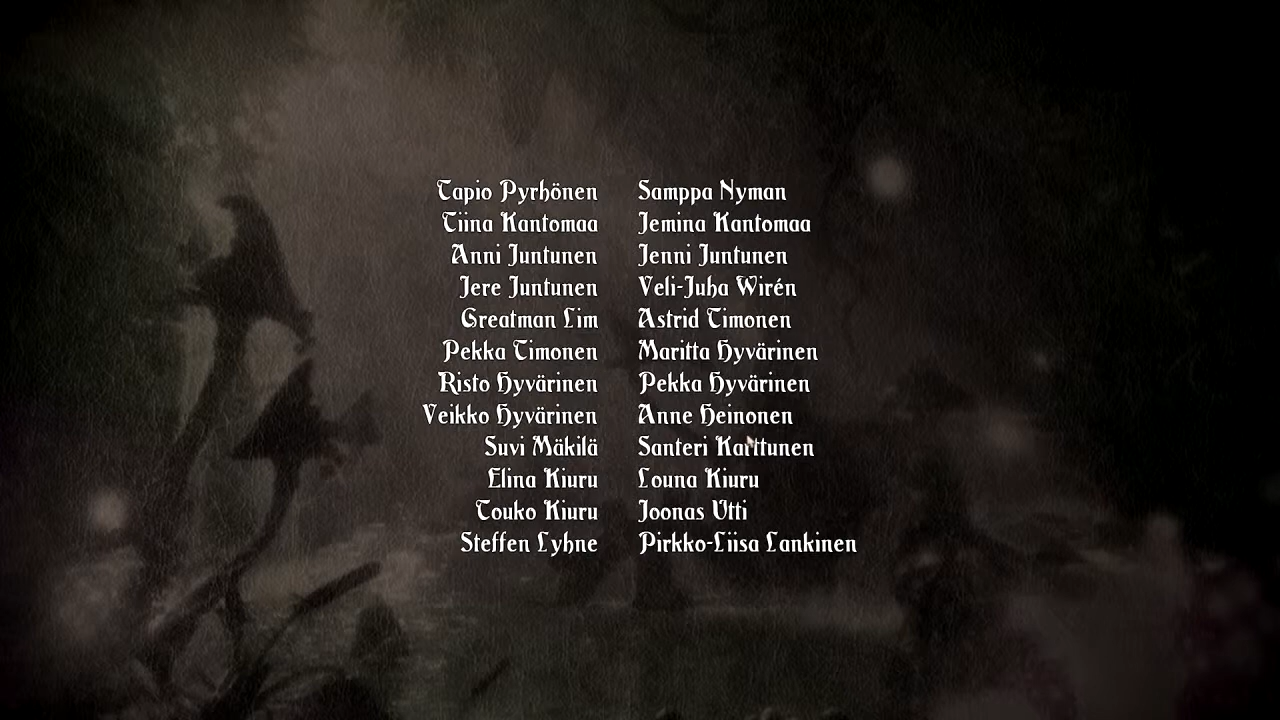 Tapio Pyrhönen Samppa Nyman
Tiina Kantomaa Jemina Kantomaa
Anni Juntunen Jenni Juntunen
Jere Juntunen Veli-Juha Wirén
Greatman Lim Astrid Timonen
Pekka Timonen Maritta Hyvärinen
Risto Hyvärinen Pekka Hyvärinen
Veikko Hyvärinen Anne Heinonen
Suvi Mäkilä Santeri Karttunen
Elina Kiuru Louna Kiuru
Touko Kiuru Joonas Utti
Steffen Lyhne Pirkko-Liisa Lankinen